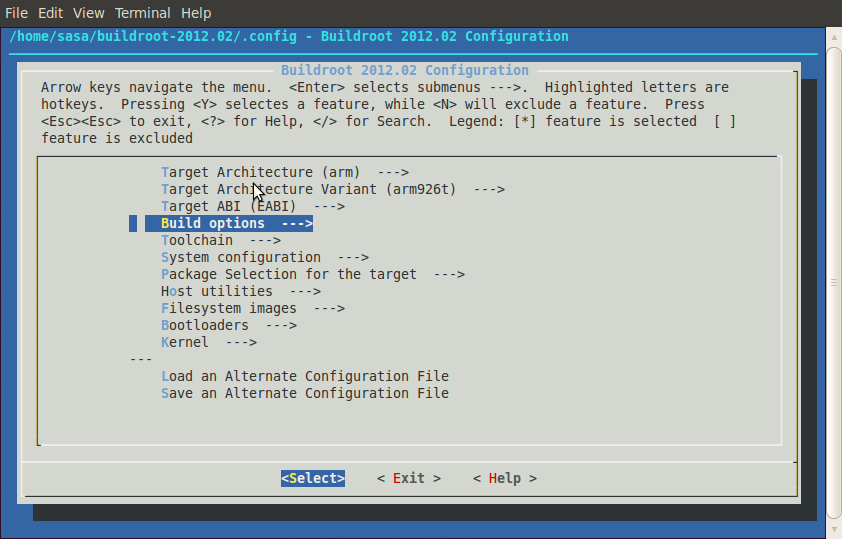 File Edit View Terminal Help
/home/sasa/buildroot-2012.02/.config - Buildroot 2012.02 Configuration
Buildroot 2012.02 Configuration
Arrow keys navigate the menu. <Enter> selects submenus --->. Highlighted letters are
hotkeys. Pressing <Y> selectes a feature, while <N> will exclude a feature. Press
<Esc><Esc> to exit, <?> for Help, </> for Search. Legend: [*] feature is selected [ ]
feature is excluded
Target Architecture (arm) --->
Target Architecture Variant (arm926t) --->
Target ABI (EABI) --->
Build options --->
Toolchain --->
System configuration --->
Package Selection for the target --->
Host utilities --->
Filesystem images --->
Bootloaders --->
Kernel --->
---
Load an Alternate Configuration File
Save an Alternate Configuration File
<Select> < Exit > < Help >